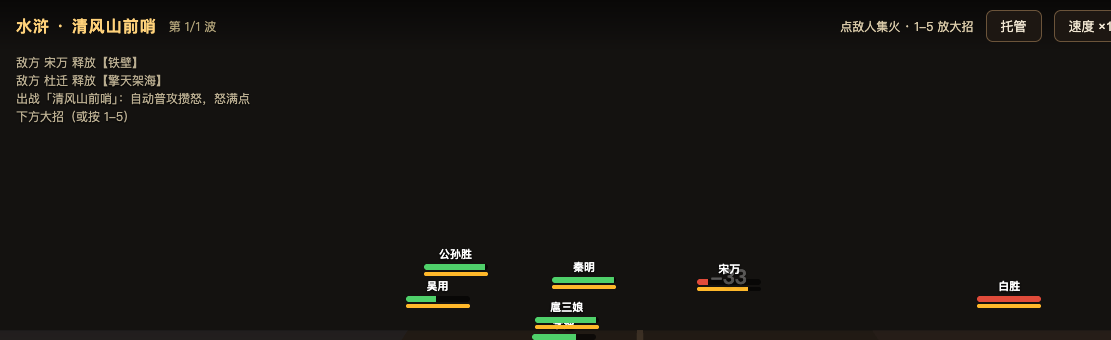 水浒 · 清风山前哨 第 1/1 波
点敌人集火 · 1–5 放大招 托管 速度 ×1
敌方 宋万 释放【铁壁】
敌方 杜迁 释放【擎天架海】
出战「清风山前哨」：自动普攻攒怒，怒满点
下方大招（或按 1–5）
公孙胜
秦明
宋万
-33
吴用
白胜
扈三娘